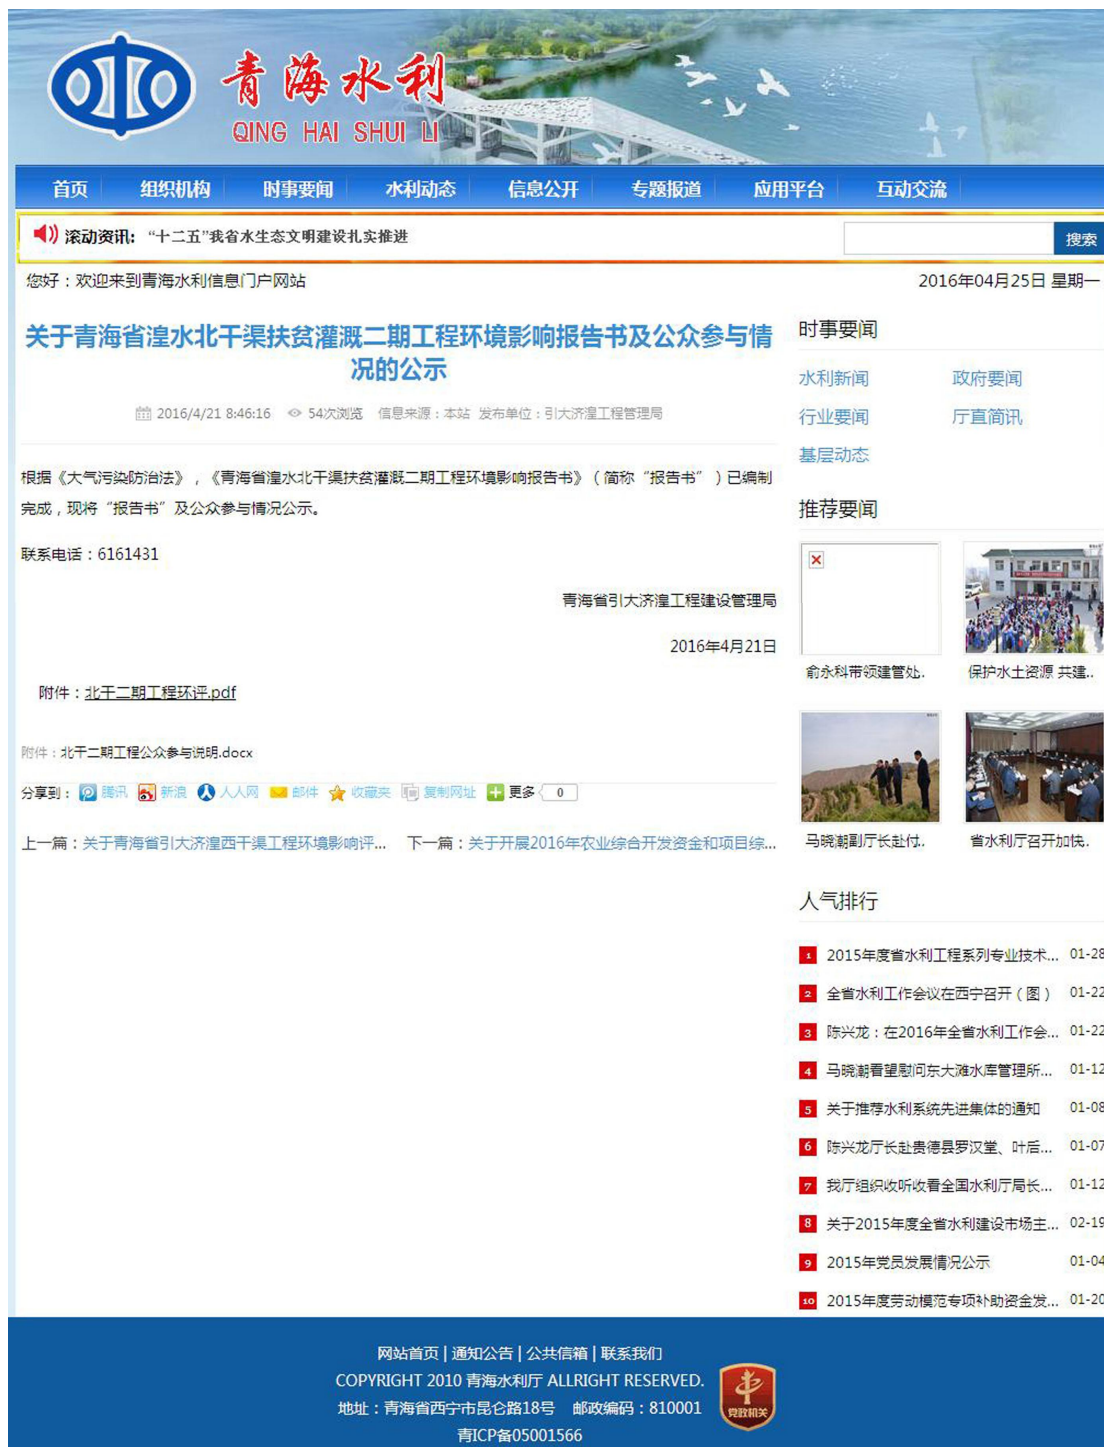 青海水利
QING HAI SHUI LI
首页 组织机构 时事要闻 水利动态 信息公开 专题报道 应用平台 互动交流
滚动资讯: “十二五”我省水生态文明建设扎实推进
搜索
您好：欢迎来到青海水利信息门户网站
2016年04月25日 星期一
关于青海省湟水北干渠扶贫灌溉二期工程环境影响报告书及公众参与情
况的公示
2016/4/21 8:46:16 54次浏览 信息来源：本站 发布单位：引大济湟工程管理局
根据《大气污染防治法》，《青海省湟水北干渠扶贫灌溉二期工程环境影响报告书》（简称“报告书”）已编制
完成，现将“报告书”及公众参与情况公示。
联系电话：6161431
青海省引大济湟工程建设管理局
2016年4月21日
附件：北干二期工程环评.pdf
附件：北干二期工程公众参与说明.docx
分享到： 腾讯 新浪 人人网 邮件 收藏夹 复制网址 更多 0
上一篇：关于青海省引大济湟西干渠工程环境影响评... 下一篇：关于开展2016年农业综合开发资金和项目综...
时事要闻
水利新闻 政府要闻
行业要闻 厅直简讯
基层动态
推荐要闻
俞永科带领建管处.. 保护水土资源 共建..
马晓潮副厅长赴付.. 省水利厅召开加快..
人气排行
1 2015年度省水利工程系列专业技术... 01-28
2 全省水利工作会议在西宁召开（图） 01-22
3 陈兴龙：在2016年全省水利工作会... 01-22
4 马晓潮看望慰问东大滩水库管理所... 01-12
5 关于推荐水利系统先进集体的通知 01-08
6 陈兴龙厅长赴贵德县罗汉堂、叶后... 01-07
7 我厅组织收听收看全国水利厅局长... 01-12
8 关于2015年度全省水利建设市场主... 02-19
9 2015年党员发展情况公示 01-04
10 2015年度劳动模范专项补助资金发... 01-20
网站首页 | 通知公告 | 公共信箱 | 联系我们
COPYRIGHT 2010 青海水利厅 ALLRIGHT RESERVED.
地址：青海省西宁市昆仑路18号 邮政编码：810001
青ICP备05001566
党政机关